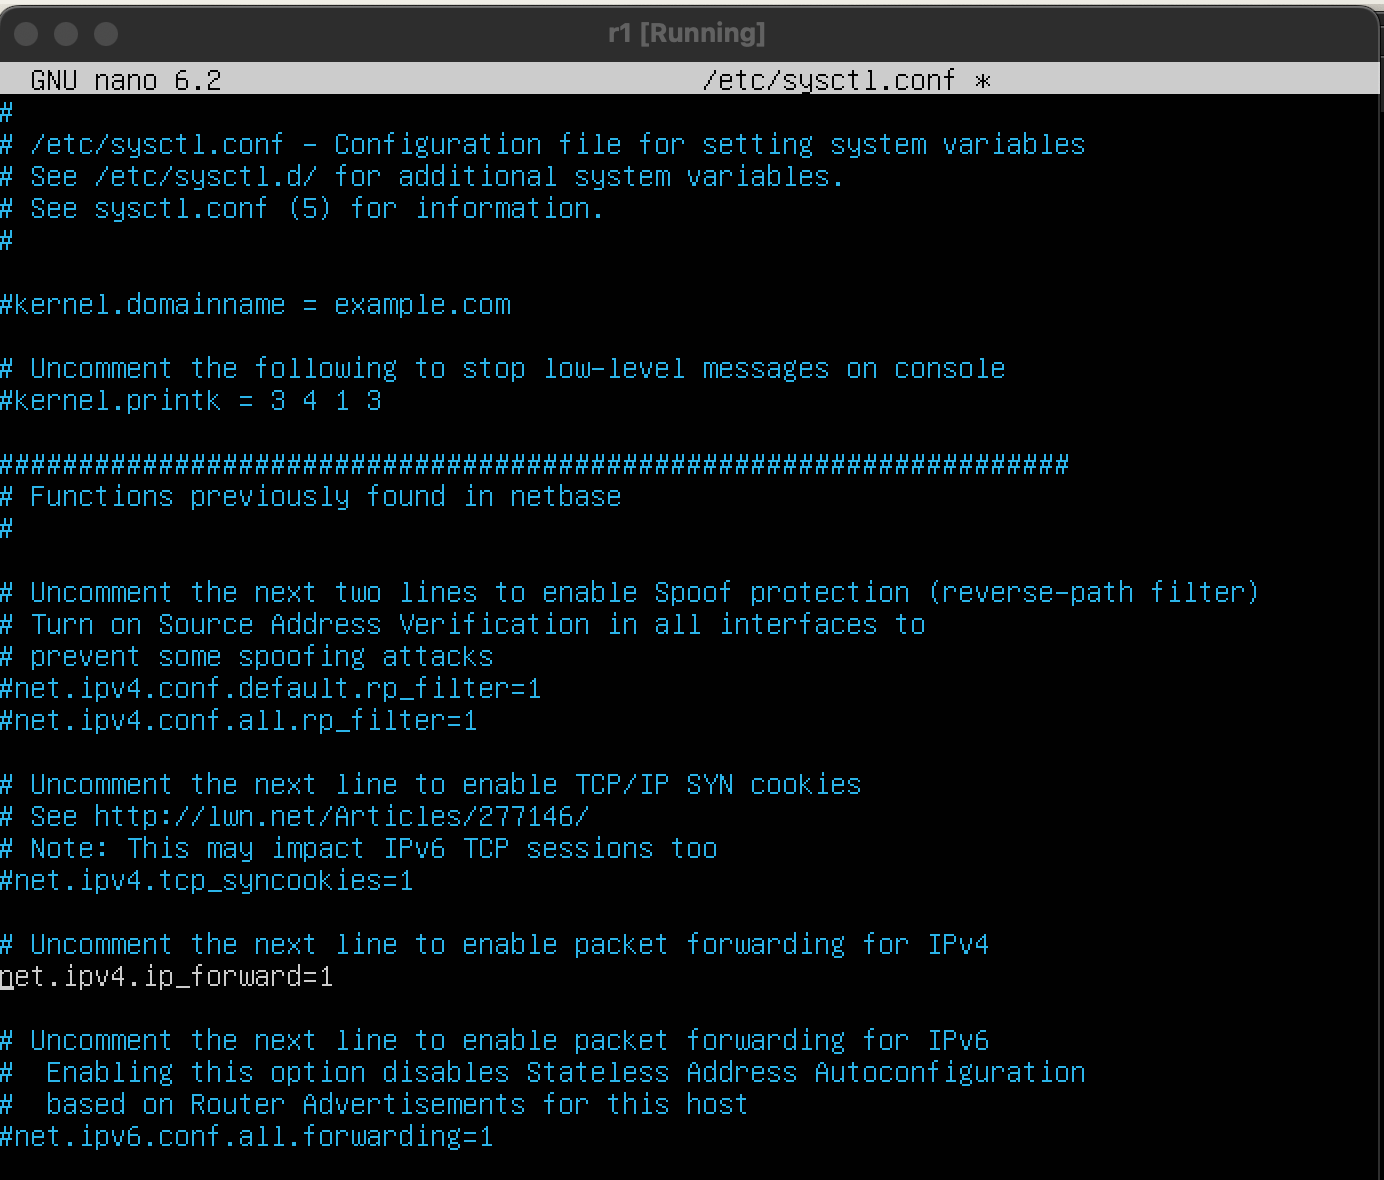 r1 [Running]
GNU nano 6.2 /etc/sysctl.conf *
#
# /etc/sysctl.conf - Configuration file for setting system variables
# See /etc/sysctl.d/ for additional system variables.
# See sysctl.conf (5) for information.
#
#kernel.domainname = example.com
# Uncomment the following to stop low-level messages on console
#kernel.printk = 3 4 1 3
###################################################################
# Functions previously found in netbase
#
# Uncomment the next two lines to enable Spoof protection (reverse-path filter)
# Turn on Source Address Verification in all interfaces to
# prevent some spoofing attacks
#net.ipv4.conf.default.rp_filter=1
#net.ipv4.conf.all.rp_filter=1
# Uncomment the next line to enable TCP/IP SYN cookies
# See http://lwn.net/Articles/277146/
# Note: This may impact IPv6 TCP sessions too
#net.ipv4.tcp_syncookies=1
# Uncomment the next line to enable packet forwarding for IPv4
net.ipv4.ip_forward=1
# Uncomment the next line to enable packet forwarding for IPv6
#  Enabling this option disables Stateless Address Autoconfiguration
#  based on Router Advertisements for this host
#net.ipv6.conf.all.forwarding=1